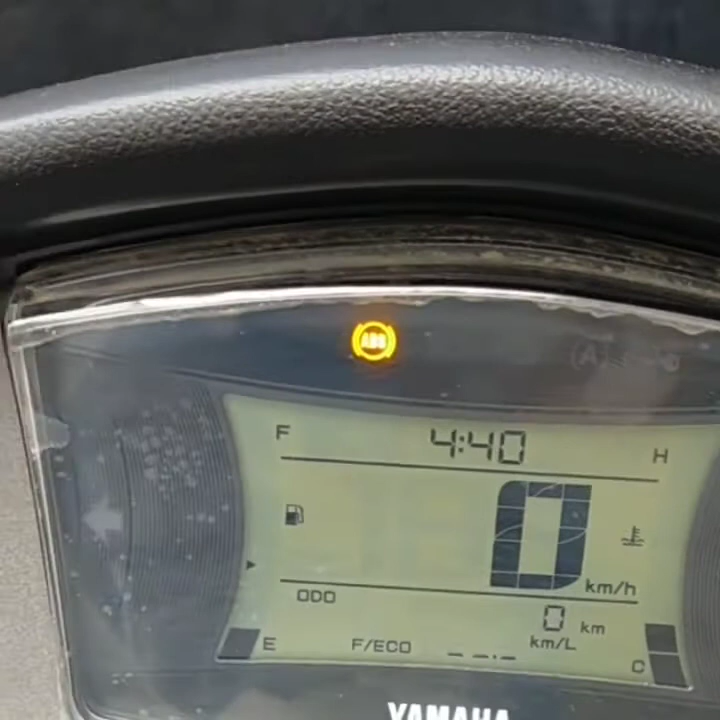 ABS
F 4:40 H
0 km/h
ODO
0 km
km/L
E F/ECO --.- C
YAMAHA